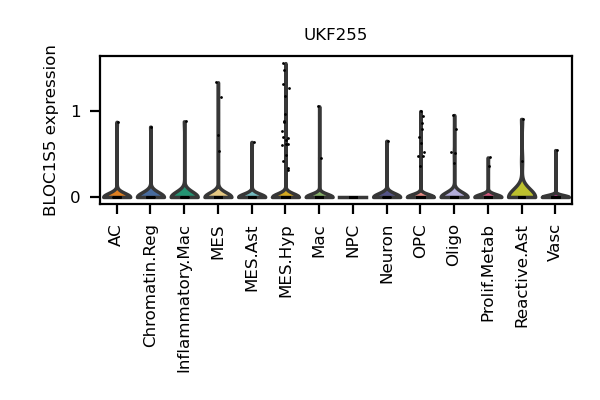 UKF255
BLOC1S5 expression
1
0
AC
Chromatin.Reg
Inflammatory.Mac
MES
MES.Ast
MES.Hyp
Mac
NPC
Neuron
OPC
Oligo
Prolif.Metab
Reactive.Ast
Vasc